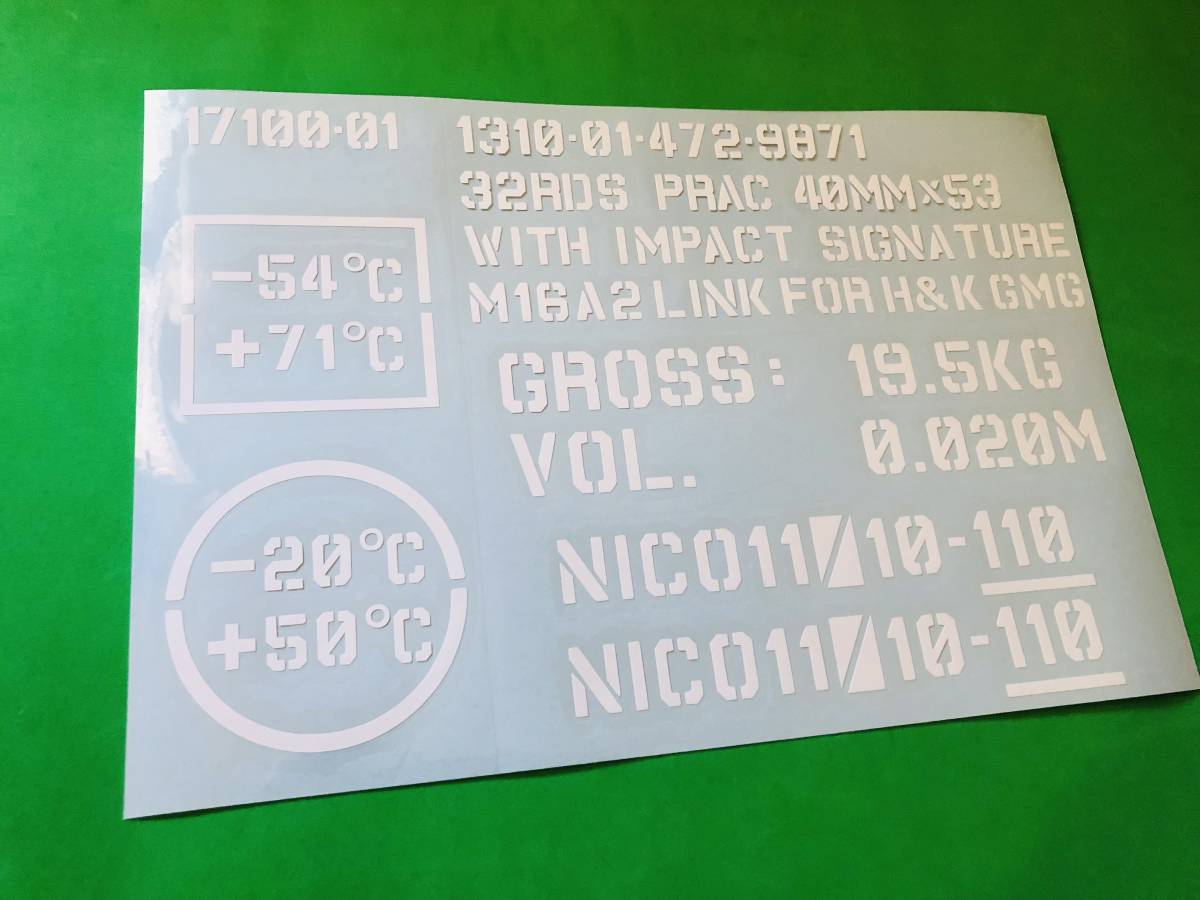 17100-01
1310-01-472-9871
32RDS PRAC 40MMx53
WITH IMPACT SIGNATURE
M16A2 LINK FOR H&K GMG
-54°C
+71°C
GROSS: 19.5KG
VOL. 0.020M
-20°C
+50°C
NICO11 10-110
NICO11 10-110